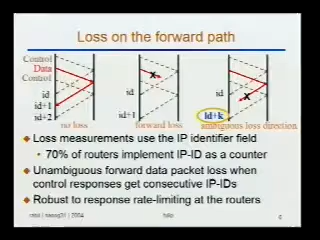 Loss on the forward path
Control
Data
Control
id
id+1
id+2
no loss
id
id+1
forward loss
id
id+k
ambiguous loss direction
Loss measurements use the IP identifier field
• 70% of routers implement IP-ID as a counter
Unambiguous forward data packet loss when
control responses get consecutive IP-IDs
Robust to response rate-limiting at the routers
2004
6